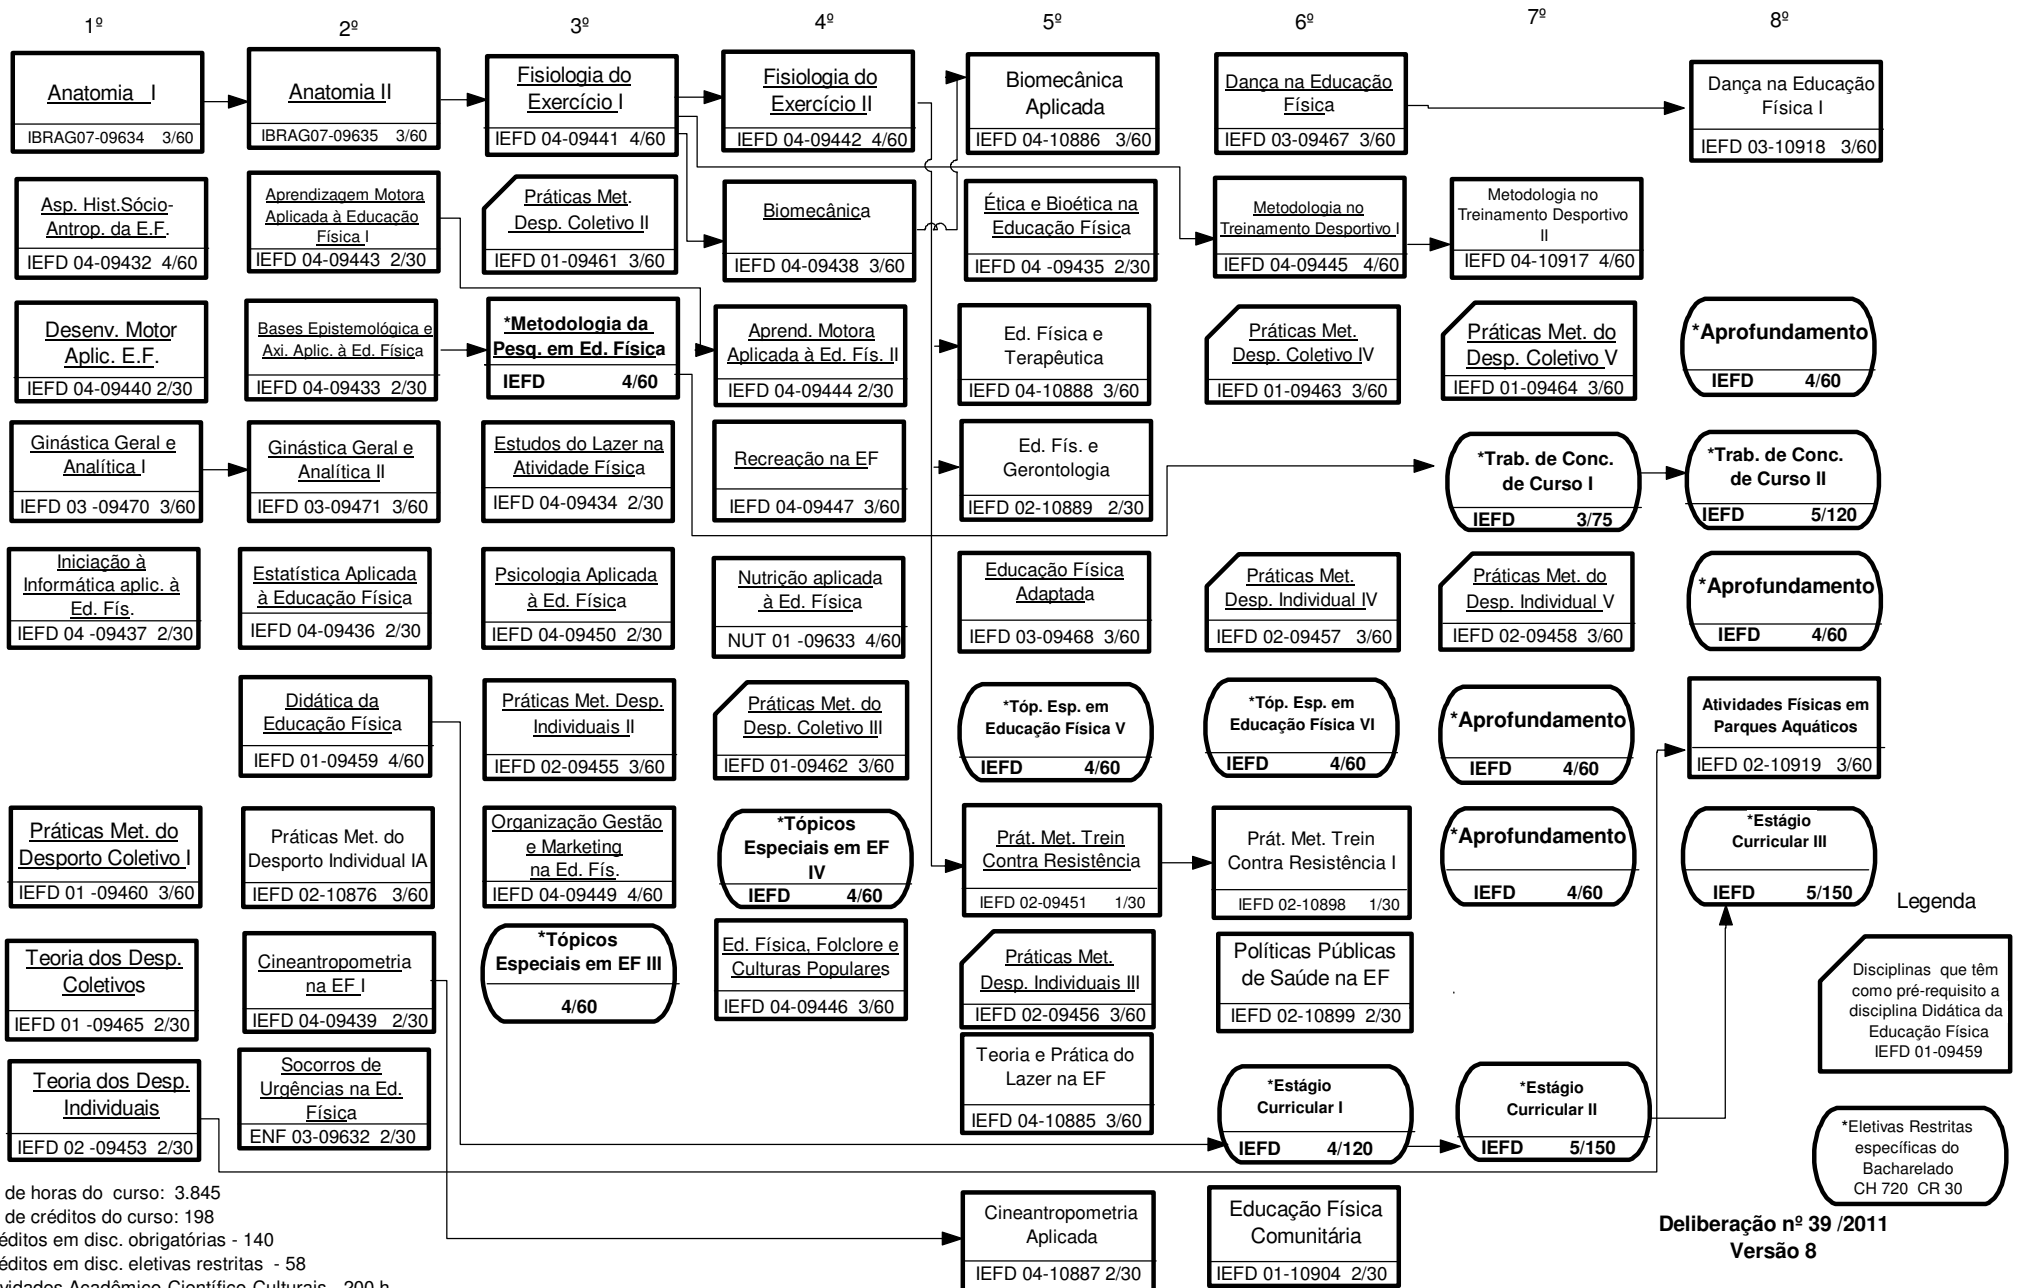 1º
2º
3º
4º
5º
6º
7º
8º
Anatomia I
IBRAG07-09634 3/60
Asp. Hist.Sócio-
Antrop. da E.F.
IEFD 04-09432 4/60
Desenv. Motor
Aplic. E.F.
IEFD 04-09440 2/30
Ginástica Geral e
Analítica I
IEFD 03 -09470 3/60
Iniciação à
Informática aplic. à
Ed. Fís.
IEFD 04 -09437 2/30
Práticas Met. do
Desporto Coletivo I
IEFD 01 -09460 3/60
Teoria dos Desp.
Coletivos
IEFD 01 -09465 2/30
Teoria dos Desp.
Individuais
IEFD 02 -09453 2/30
Anatomia II
IBRAG07-09635 3/60
Aprendizagem Motora
Aplicada à Educação
Física I
IEFD 04-09443 2/30
Bases Epistemológica e
Axi. Aplic. à Ed. Física
IEFD 04-09433 2/30
Ginástica Geral e
Analítica II
IEFD 03-09471 3/60
Estatística Aplicada
à Educação Física
IEFD 04-09436 2/30
Didática da
Educação Física
IEFD 01-09459 4/60
Práticas Met. do
Desporto Individual IA
IEFD 02-10876 3/60
Cineantropometria
na EF I
IEFD 04-09439 2/30
Socorros de
Urgências na Ed.
Física
ENF 03-09632 2/30
Fisiologia do
Exercício I
IEFD 04-09441 4/60
Práticas Met.
Desp. Coletivo II
IEFD 01-09461 3/60
*Metodologia da
Pesq. em Ed. Física
IEFD 4/60
Estudos do Lazer na
Atividade Física
IEFD 04-09434 2/30
Psicologia Aplicada
à Ed. Física
IEFD 04-09450 2/30
Práticas Met. Desp.
Individuais II
IEFD 02-09455 3/60
Organização Gestão
e Marketing
na Ed. Fís.
IEFD 04-09449 4/60
*Tópicos
Especiais em EF III
4/60
Fisiologia do
Exercício II
IEFD 04-09442 4/60
Biomecânica
IEFD 04-09438 3/60
Aprend. Motora
Aplicada à Ed. Fís. II
IEFD 04-09444 2/30
Recreação na EF
IEFD 04-09447 3/60
Nutrição aplicada
à Ed. Física
NUT 01 -09633 4/60
Práticas Met. do
Desp. Coletivo III
IEFD 01-09462 3/60
*Tópicos
Especiais em EF
IV
IEFD 4/60
Ed. Física, Folclore e
Culturas Populares
IEFD 04-09446 3/60
Biomecânica
Aplicada
IEFD 04-10886 3/60
Ética e Bioética na
Educação Física
IEFD 04 -09435 2/30
Ed. Física e
Terapêutica
IEFD 04-10888 3/60
Ed. Fís. e
Gerontologia
IEFD 02-10889 2/30
Educação Física
Adaptada
IEFD 03-09468 3/60
*Tóp. Esp. em
Educação Física V
IEFD 4/60
Prát. Met. Trein
Contra Resistência
IEFD 02-09451 1/30
Práticas Met.
Desp. Individuais III
IEFD 02-09456 3/60
Teoria e Prática do
Lazer na EF
IEFD 04-10885 3/60
Cineantropometria
Aplicada
IEFD 04-10887 2/30
Dança na Educação
Física
IEFD 03-09467 3/60
Metodologia no
Treinamento Desportivo I
IEFD 04-09445 4/60
Práticas Met.
Desp. Coletivo IV
IEFD 01-09463 3/60
Práticas Met.
Desp. Individual IV
IEFD 02-09457 3/60
*Tóp. Esp. em
Educação Física VI
IEFD 4/60
Prát. Met. Trein
Contra Resistência I
IEFD 02-10898 1/30
Políticas Públicas
de Saúde na EF
IEFD 02-10899 2/30
*Estágio
Curricular I
IEFD 4/120
Educação Física
Comunitária
IEFD 01-10904 2/30
Metodologia no
Treinamento Desportivo
II
IEFD 04-10917 4/60
Práticas Met. do
Desp. Coletivo V
IEFD 01-09464 3/60
*Trab. de Conc.
de Curso I
IEFD 3/75
Práticas Met. do
Desp. Individual V
IEFD 02-09458 3/60
*Aprofundamento
IEFD 4/60
*Aprofundamento
IEFD 4/60
*Estágio
Curricular II
IEFD 5/150
Dança na Educação
Física I
IEFD 03-10918 3/60
*Aprofundamento
IEFD 4/60
*Trab. de Conc.
de Curso II
IEFD 5/120
*Aprofundamento
IEFD 4/60
Atividades Físicas em
Parques Aquáticos
IEFD 02-10919 3/60
*Estágio
Curricular III
IEFD 5/150
Legenda
Disciplinas que têm
como pré-requisito a
disciplina Didática da
Educação Física
IEFD 01-09459
*Eletivas Restritas
específicas do
Bacharelado
CH 720 CR 30
de horas do curso: 3.845
de créditos do curso: 198
éditos em disc. obrigatórias - 140
éditos em disc. eletivas restritas - 58
vidades Acadêmico-Científico-Culturais 200 h
Deliberação nº 39 /2011
Versão 8